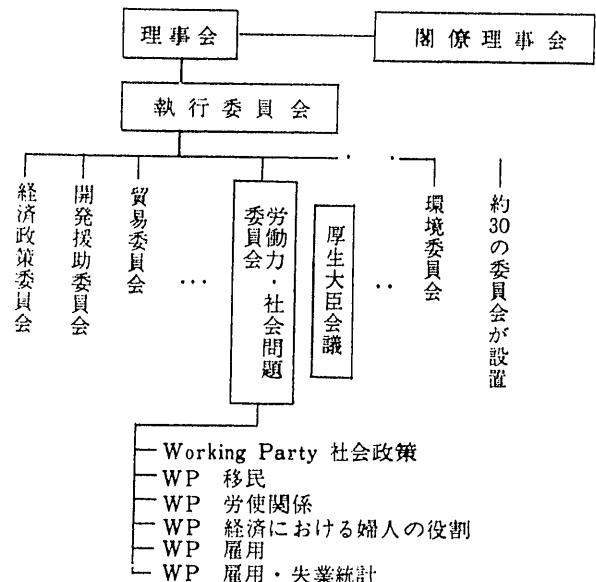 理事会
閣僚理事会
執行委員会
経済政策委員会
開発援助委員会
貿易委員会
…
労働力・社会問題
委員会
厚生大臣会議
‥
環境委員会
約30の委員会が設置
Working Party 社会政策
WP 移民
WP 労使関係
WP 経済における婦人の役割
WP 雇用
WP 雇用・失業統計